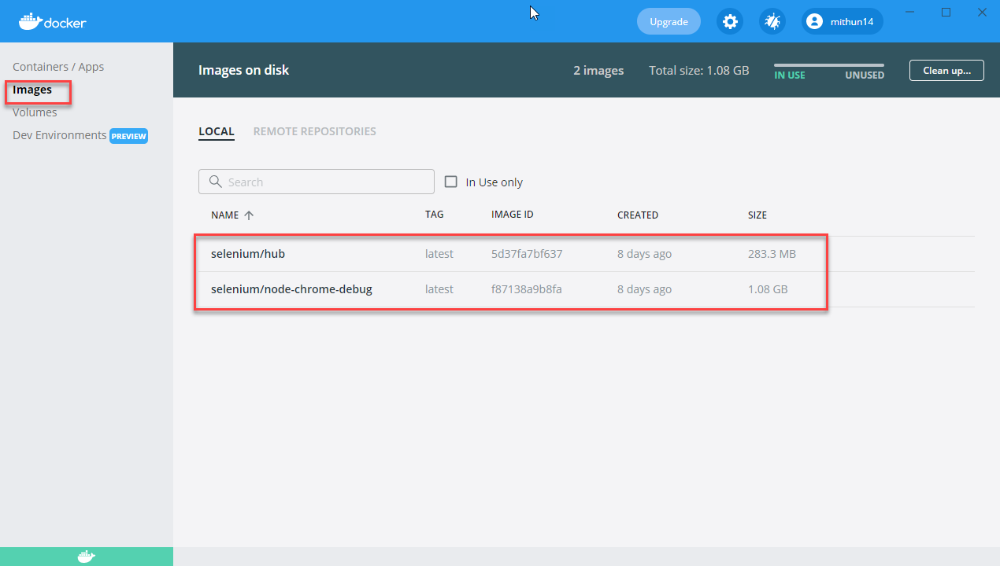 docker
Upgrade
mithun14
Containers / Apps
Images
Volumes
Dev Environments PREVIEW
Images on disk
2 images
Total size: 1.08 GB
IN USE
UNUSED
Clean up...
LOCAL
REMOTE REPOSITORIES
Search
In Use only
NAME TAG IMAGE ID CREATED SIZE
selenium/hub latest 5d37fa7bf637 8 days ago 283.3 MB
selenium/node-chrome-debug latest f87138a9b8fa 8 days ago 1.08 GB